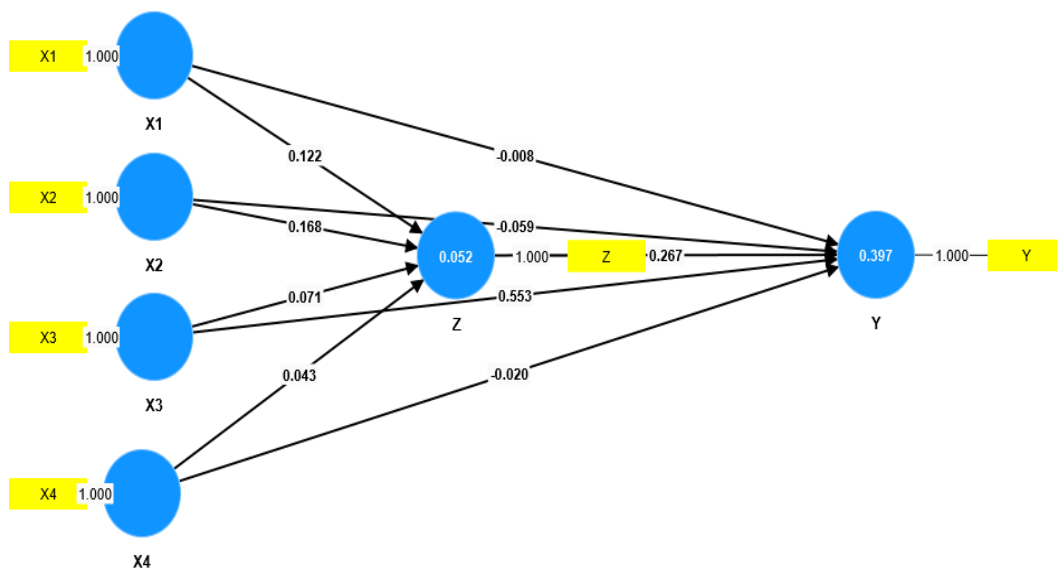 X1 1.000
X1
0.122
-0.008
X2 1.000
X2
0.168
-0.059
0.052 1.000 Z 0.267
Z
0.397 1.000 Y
Y
X3 1.000
X3
0.071
0.553
0.043
-0.020
X4 1.000
X4